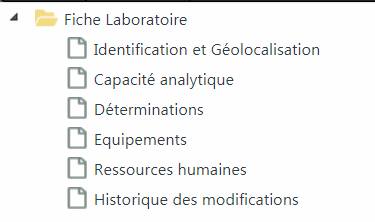 Fiche Laboratoire
Identification et Géolocalisation
Capacité analytique
Déterminations
Equipements
Ressources humaines
Historique des modifications